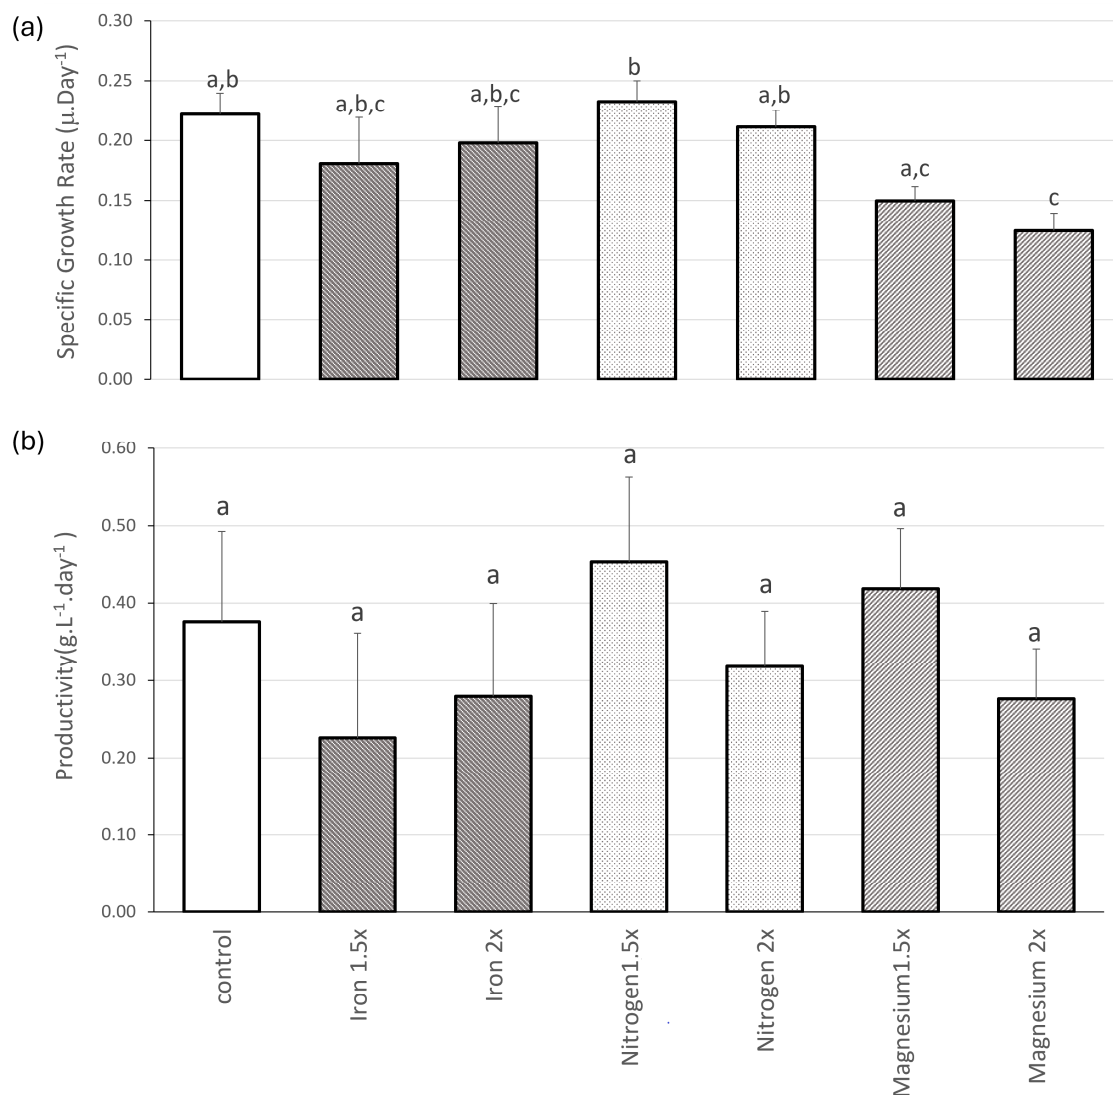 (a)
Specific Growth Rate (µ.Day⁻¹)
0.30
0.25
0.20
0.15
0.10
0.05
0.00
a,b
a,b,c
a,b,c
b
a,b
a,c
c
(b)
Productivity(g.L⁻¹.day⁻¹ )
0.60
0.50
0.40
0.30
0.20
0.10
0.00
a
a
a
a
a
a
a
control
Iron 1.5x
Iron 2x
Nitrogen1.5x
Nitrogen 2x
Magnesium1.5x
Magnesium 2x